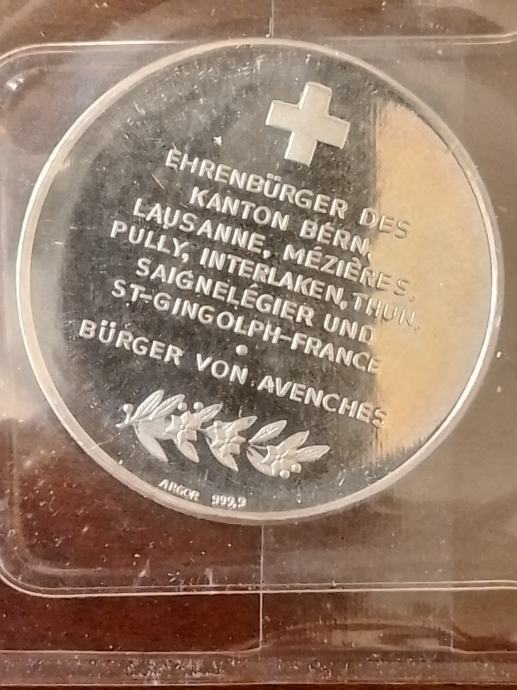 EHRENBÜRGER DES
KANTON BERN,
LAUSANNE, MÉZIÈRES,
PULLY, INTERLAKEN, THUN,
SAIGNELÉGIER UND
ST-GINGOLPH-FRANCE
•
BÜRGER VON AVENCHES
ARGOR 999,9